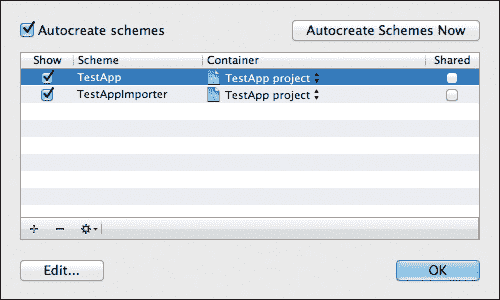 Autocreate schemes
Autocreate Schemes Now
Show Scheme Container Shared
TestApp TestApp project
TestAppImporter TestApp project
Edit...
OK